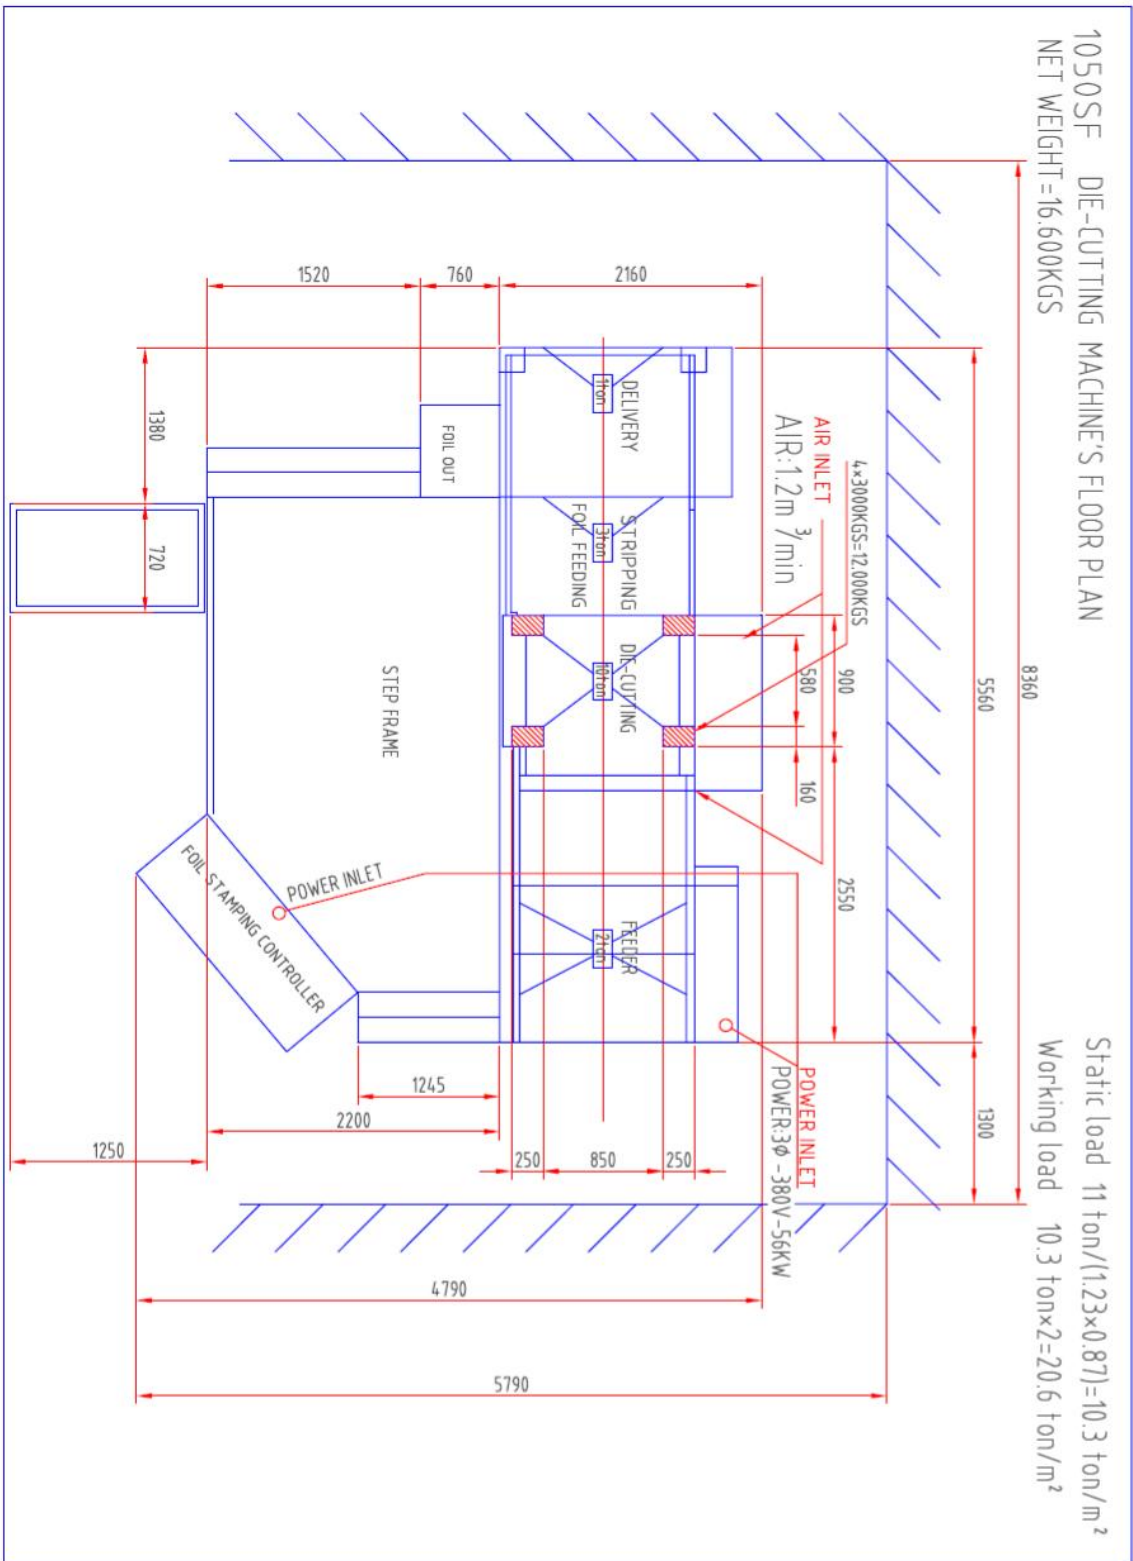 1050SF DIE-CUTTING MACHINE'S FLOOR PLAN
NET WEIGHT=16.600KGS
Static load 11 ton/(1.23×0.87)=10.3 ton/m²
Working load 10.3 ton×2=20.6 ton/m²
8360
5560
1300
4×3000KGS=12.000KGS
AIR INLET
AIR:1.2m³/min
900
2550
580
160
POWER INLET
POWER:3Φ-380V-56KW
2160
760
1520
DELIVERY
1ton
STRIPPING
3ton
FOIL FEEDING
DIE-CUTTING
10ton
FEEDER
2ton
250
850
250
FOIL OUT
STEP FRAME
POWER INLET
FOIL STAMPING CONTROLLER
1380
720
1245
2200
1250
4790
5790